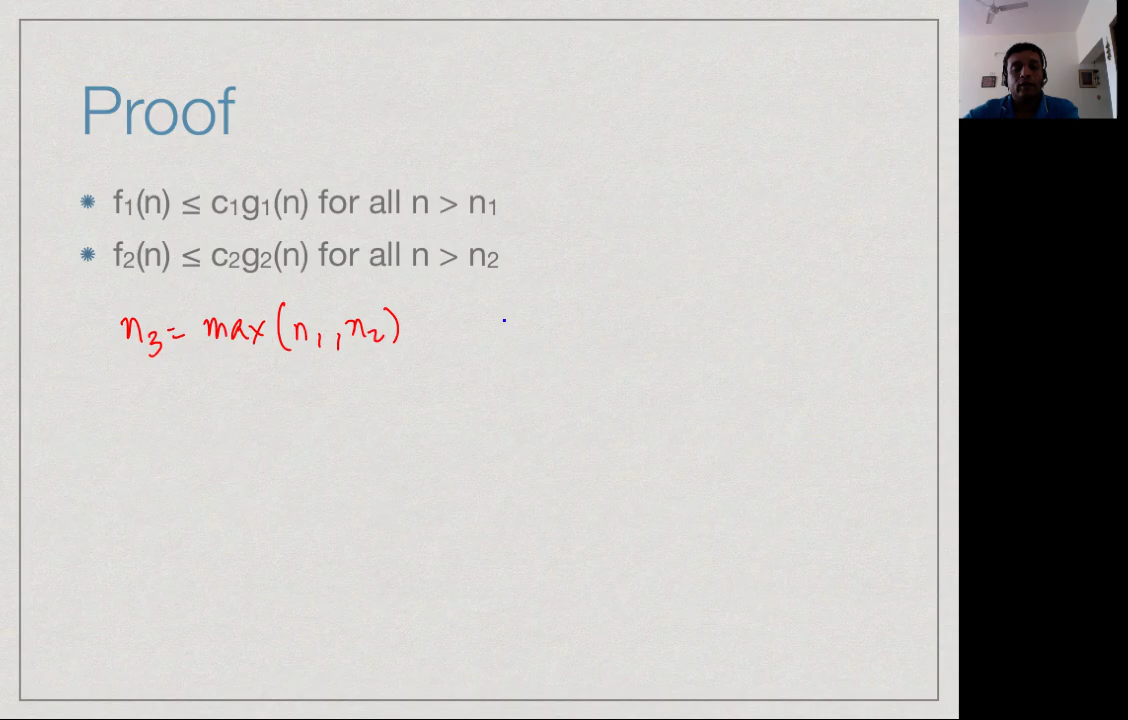 Proof
f₁(n) ≤ c₁g₁(n) for all n > n₁
f₂(n) ≤ c₂g₂(n) for all n > n₂
n₃ = max(n₁, n₂)